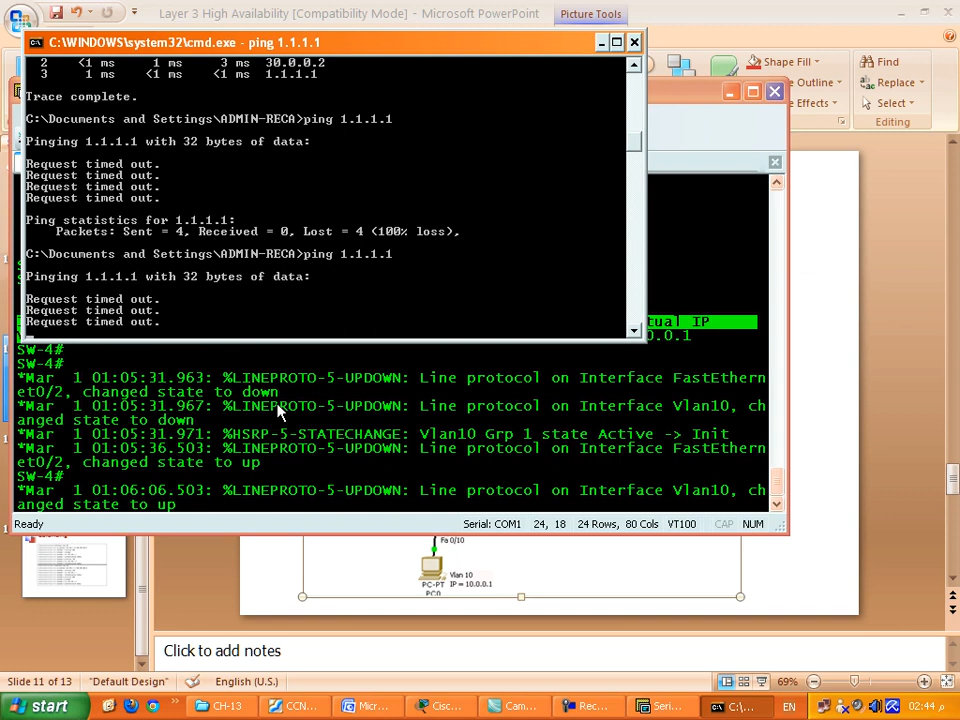 Layer 3 High Availability [Compatibility Mode] - Microsoft PowerPoint
Picture Tools
C:\WINDOWS\system32\cmd.exe - ping 1.1.1.1
Shape Fill
Outline
Effects
Find
Replace
Select
Editing
2 <1 ms 1 ms 3 ms 30.0.0.2
3 1 ms <1 ms <1 ms 1.1.1.1
Trace complete.
C:\Documents and Settings\ADMIN-RECA>ping 1.1.1.1
Pinging 1.1.1.1 with 32 bytes of data:
Request timed out.
Request timed out.
Request timed out.
Request timed out.
Ping statistics for 1.1.1.1:
Packets: Sent = 4, Received = 0, Lost = 4 (100% loss),
C:\Documents and Settings\ADMIN-RECA>ping 1.1.1.1
Pinging 1.1.1.1 with 32 bytes of data:
Request timed out.
Request timed out.
Request timed out.
tual IP
0.0.1
SW-4#
SW-4#
*Mar 1 01:05:31.963: %LINEPROTO-5-UPDOWN: Line protocol on Interface FastEthern
et0/2, changed state to down
*Mar 1 01:05:31.967: %LINEPROTO-5-UPDOWN: Line protocol on Interface Vlan10, ch
anged state to down
*Mar 1 01:05:31.971: %HSRP-5-STATECHANGE: Vlan10 Grp 1 state Active -> Init
*Mar 1 01:05:36.503: %LINEPROTO-5-UPDOWN: Line protocol on Interface FastEthern
et0/2, changed state to up
SW-4#
*Mar 1 01:06:06.503: %LINEPROTO-5-UPDOWN: Line protocol on Interface Vlan10, ch
anged state to up
Ready
Serial: COM1 24, 18 24 Rows, 80 Cols VT100 CAP NUM
Fa 0/10
Vlan 10
PC-PT IP = 10.0.0.1
PC0
Click to add notes
Slide 11 of 13 "Default Design" English (U.S.) 69%
start CH-13 CCN... Micr... Cisc... Cam... Rec... Seri... C:\... EN 02:44 م